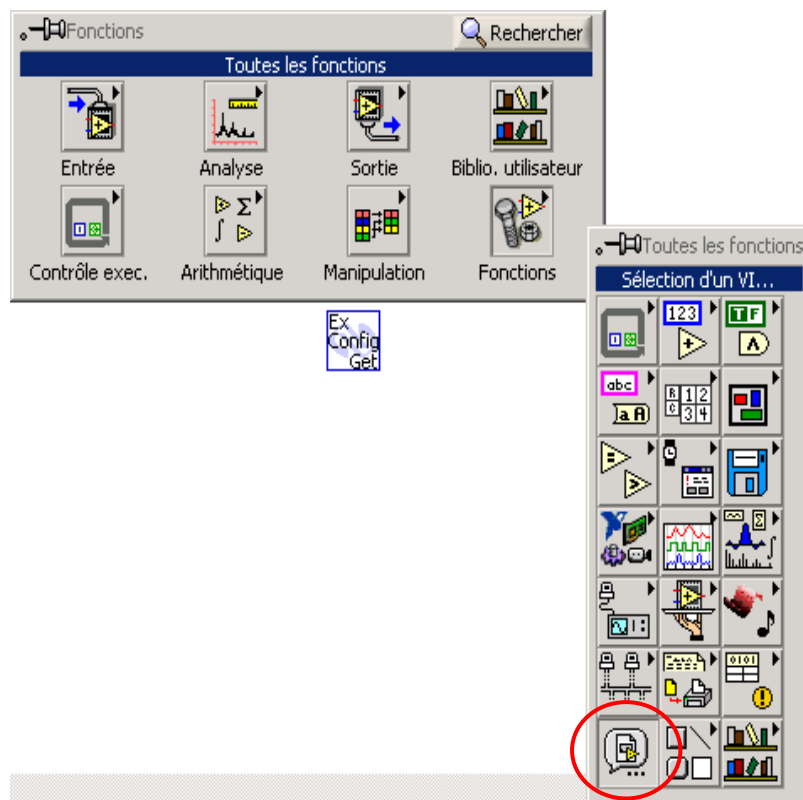 Fonctions
Rechercher
Toutes les fonctions
Entrée Analyse Sortie Biblio. utilisateur
Contrôle exec. Arithmétique Manipulation Fonctions
Toutes les fonctions
Sélection d'un VI...
Ex
Config
Get
123
TF
abc
a A
R 1 2
C 3 4
0101